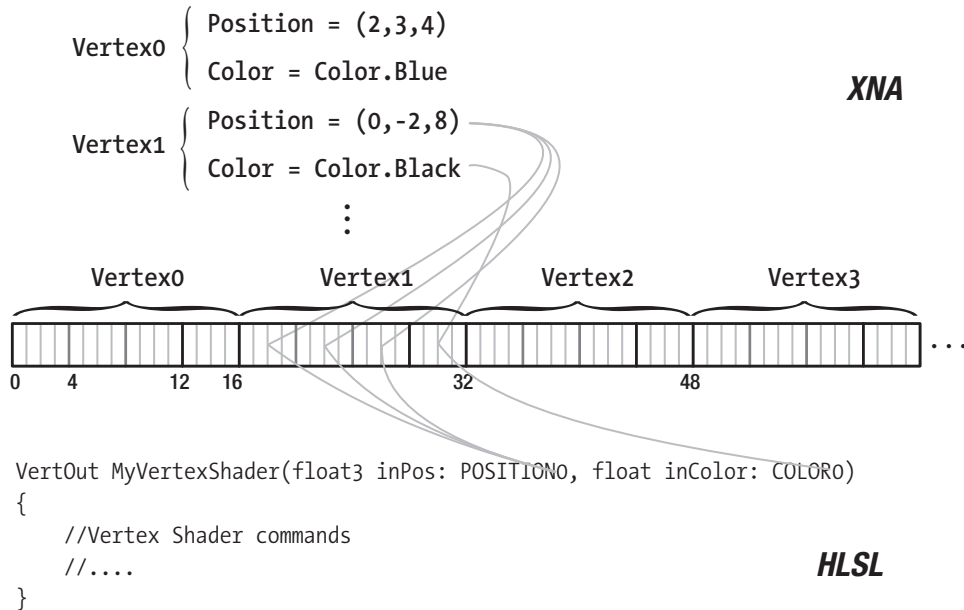 Vertex0
Position = (2,3,4)
Color = Color.Blue
XNA
Vertex1
Position = (0,-2,8)
Color = Color.Black
Vertex0 Vertex1 Vertex2 Vertex3
0 4 12 16 32 48
VertOut MyVertexShader(float3 inPos: POSITION0, float inColor: COLOR0)
{
//Vertex Shader commands
//....
}
HLSL